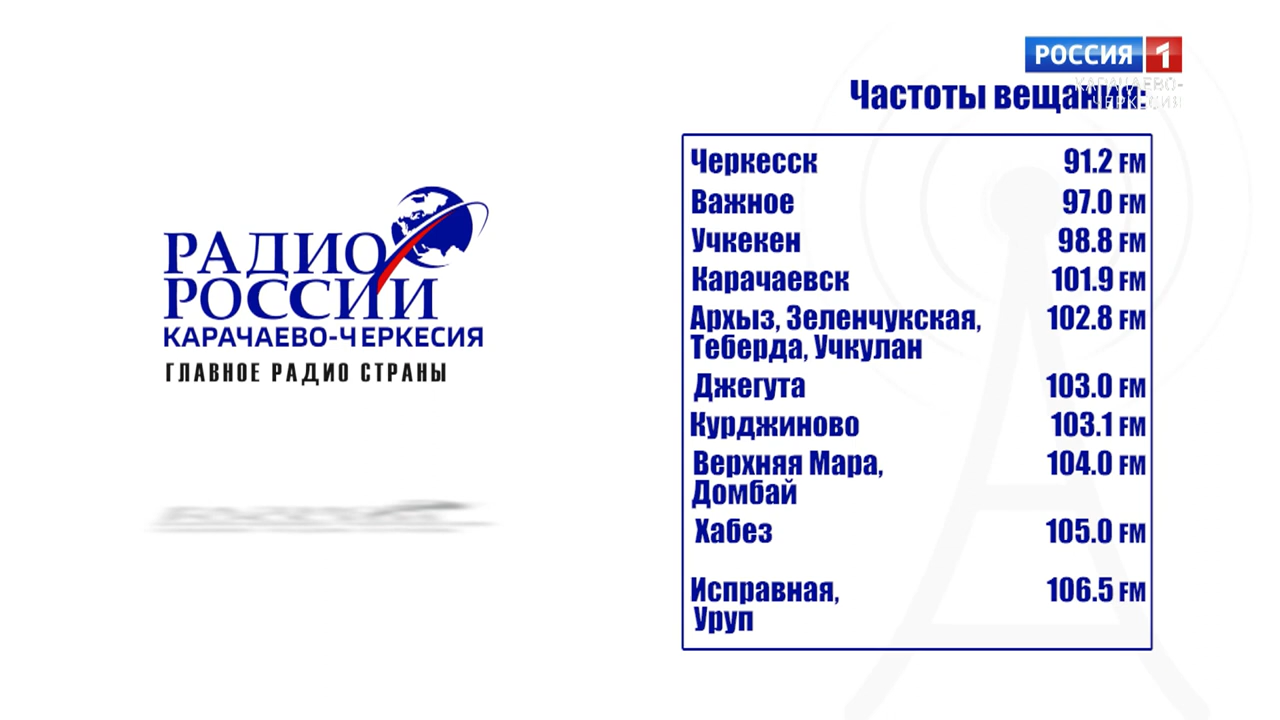 РОССИЯ 1
КАРАЧАЕВО-
ЧЕРКЕСИЯ
Частоты вещания:
РАДИО
РОССИИ
КАРАЧАЕВО-ЧЕРКЕСИЯ
ГЛАВНОЕ РАДИО СТРАНЫ
Черкесск 91.2 FM
Важное 97.0 FM
Учкекен 98.8 FM
Карачаевск 101.9 FM
Архыз, Зеленчукская, 102.8 FM
Теберда, Учкулан
Джегута 103.0 FM
Курджиново 103.1 FM
Верхняя Мара, 104.0 FM
Домбай
Хабез 105.0 FM
Исправная, 106.5 FM
Уруп